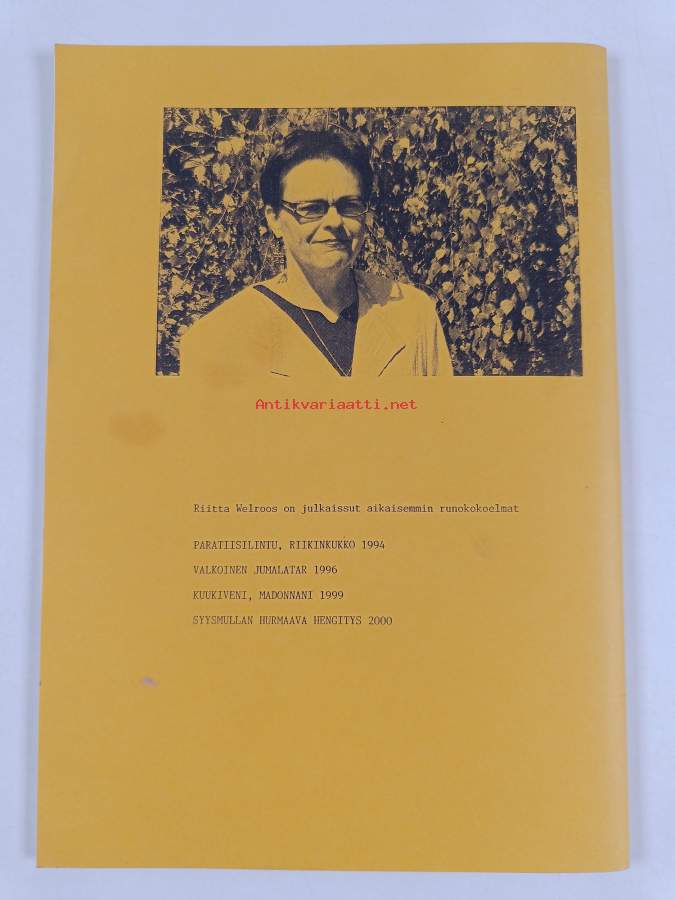 Antikvariaatti.net
Riitta Welroos on julkaissut aikaisemmin runokokoelmat
PARATIISILINTU, RIIKINKUKKO 1994
VALKOINEN JUMALATAR 1996
KUUKIVENI, MADONNANI 1999
SYYSMULLAN HURMAAVA HENGITYS 2000